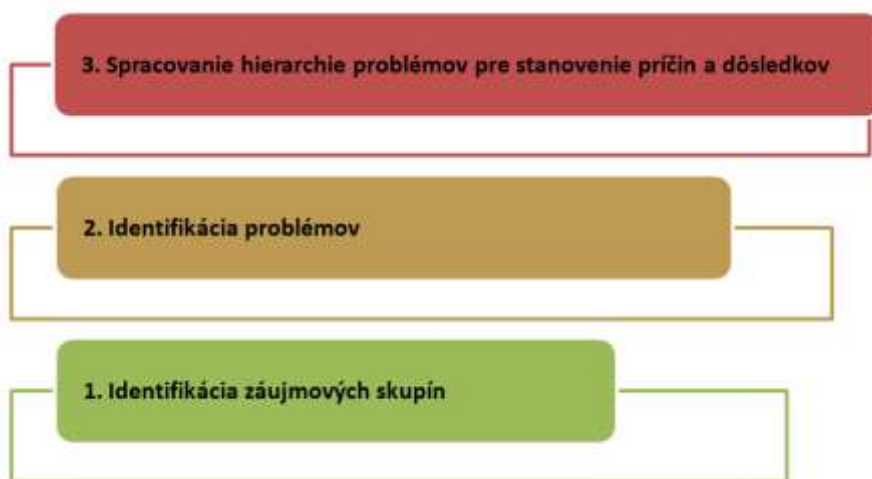 3. Spracovanie hierarchie problémov pre stanovenie príčin a dôsledkov
2. Identifikácia problémov
1. Identifikácia záujmových skupín